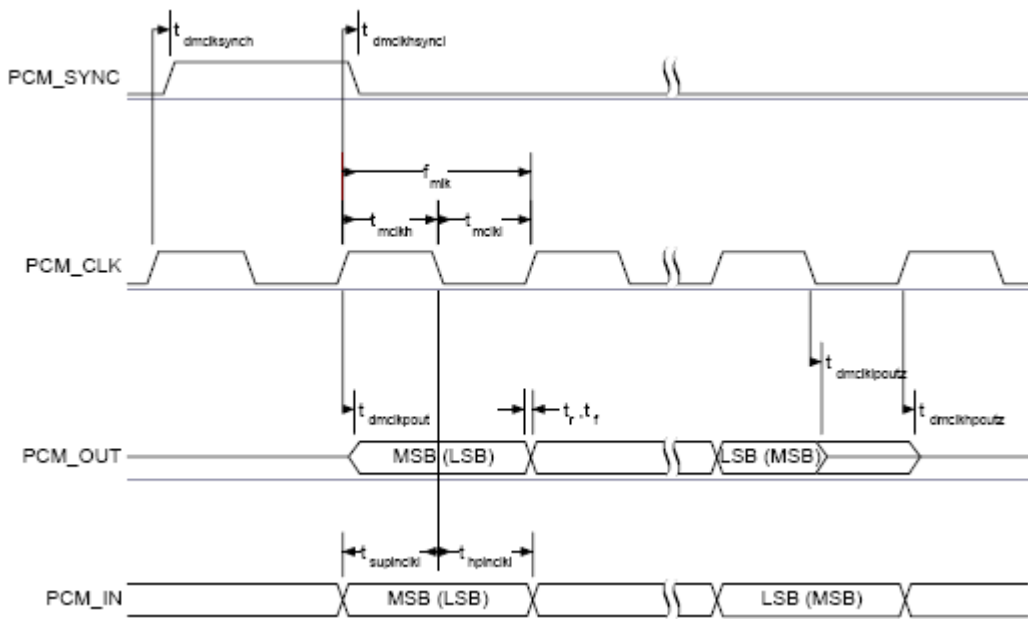 t dmclksynch
t dmclkhsyncl
PCM_SYNC
f mlk
t mclkh
t mclkl
PCM_CLK
t dmclklpoutz
t dmclkpout
t r ,t f
t dmclkhpoutz
PCM_OUT
MSB (LSB)
LSB (MSB)
t supinclkl
t hpinclkl
PCM_IN
MSB (LSB)
LSB (MSB)